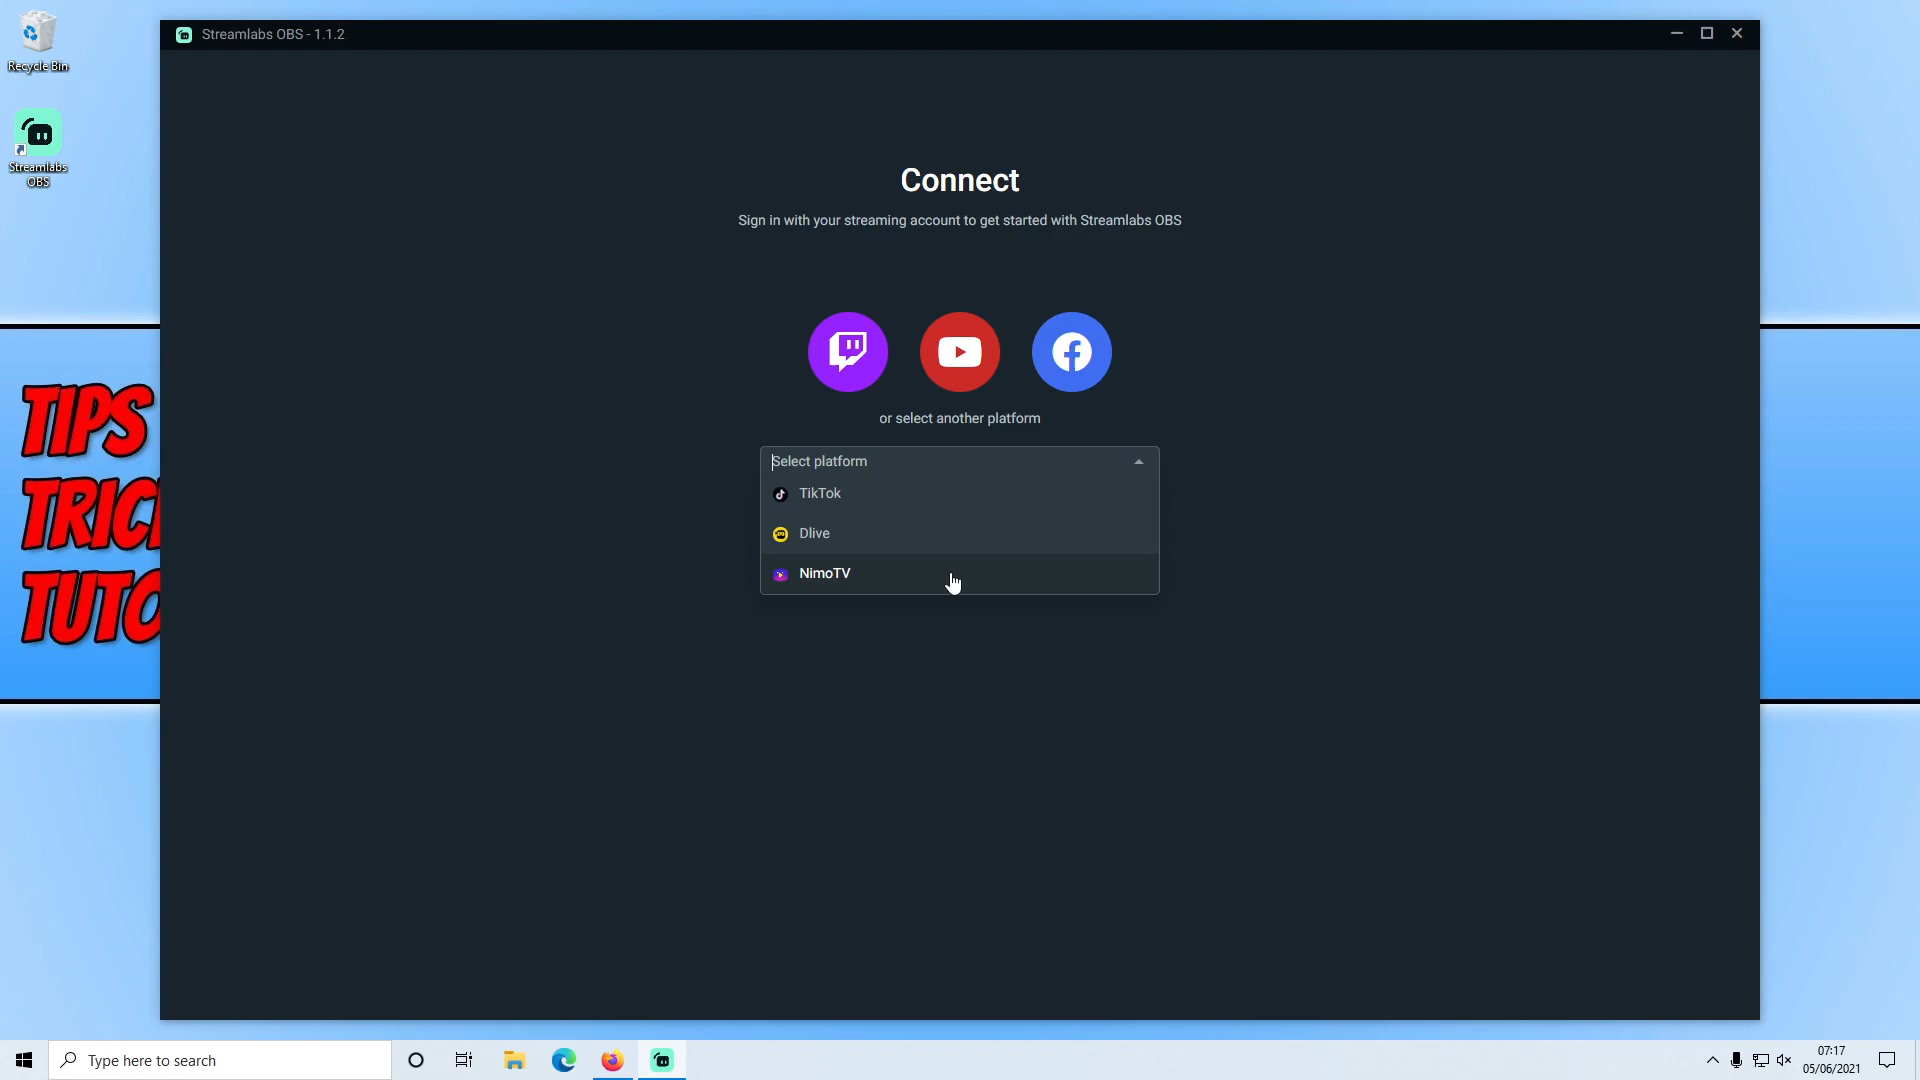 Recycle Bin
Streamlabs
OBS
Streamlabs OBS - 1.1.2
Connect
Sign in with your streaming account to get started with Streamlabs OBS
or select another platform
Select platform
TikTok
Dlive
NimoTV
TIPS
TRIC
TUTO
Type here to search
07:17
05/06/2021